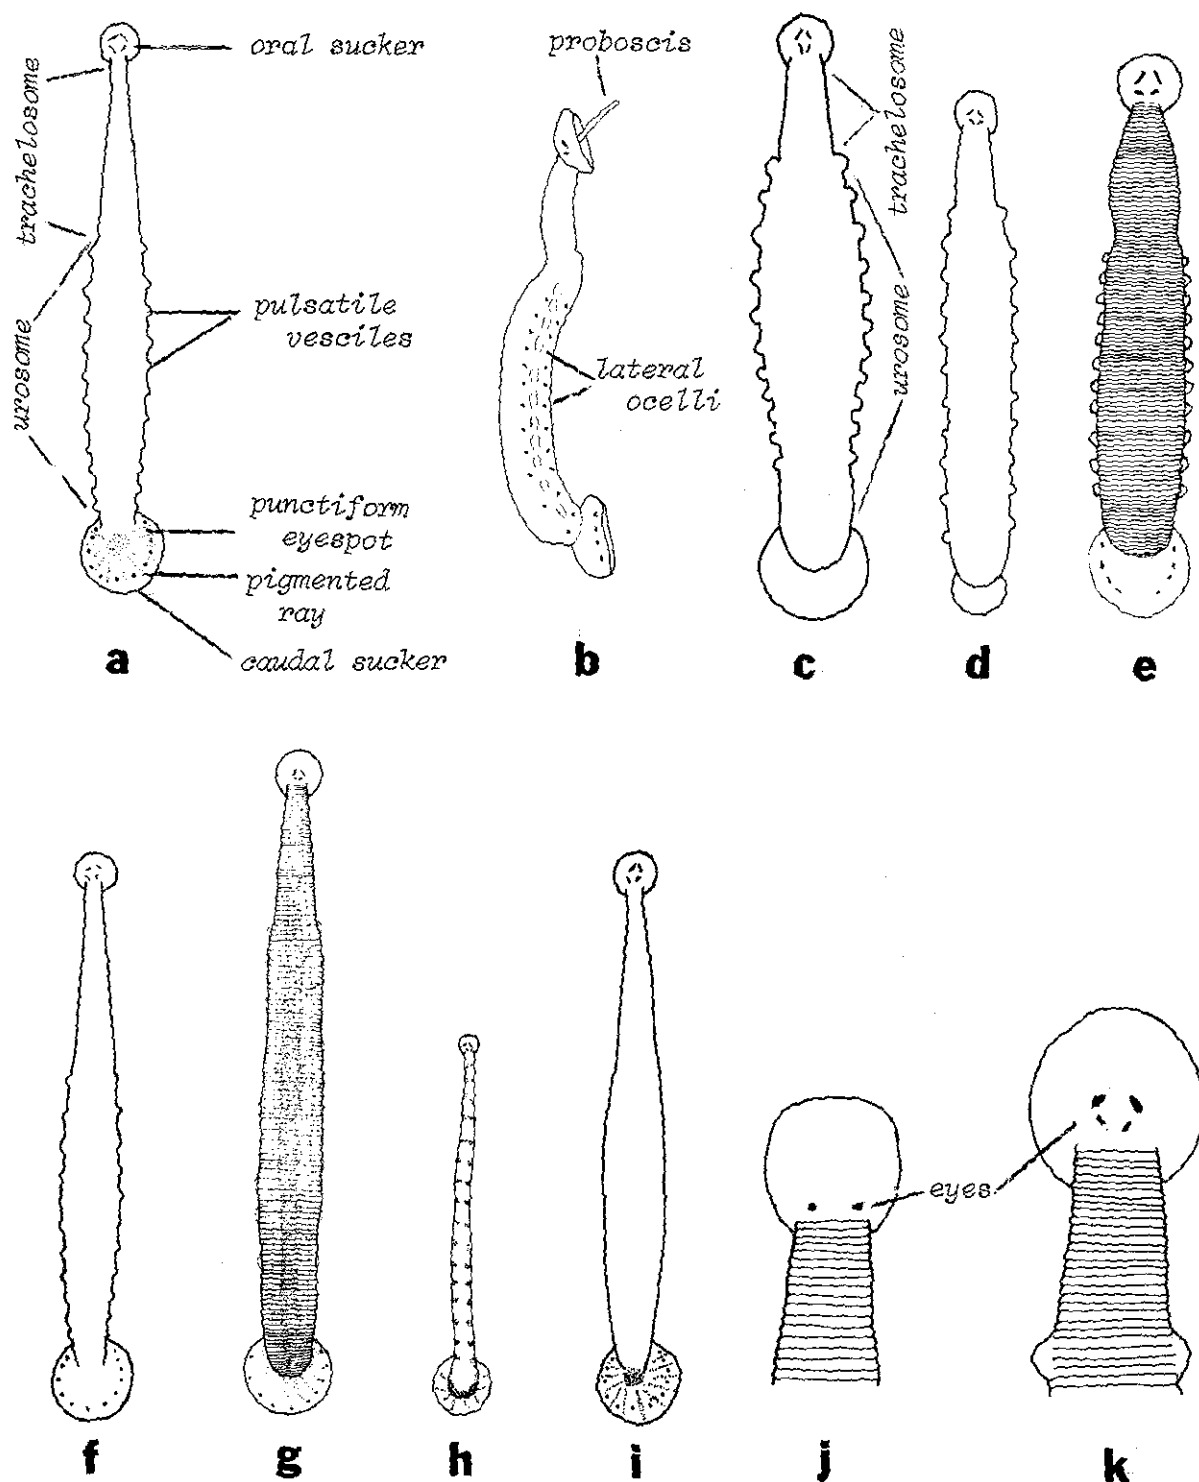 oral sucker
trachelosome
urosome
pulsatile
vesciles
punctiform
eyespot
pigmented
ray
caudal sucker
a
proboscis
lateral
ocelli
b
trachelosome
urosome
c
d
e
f
g
h
i
j
eyes
k